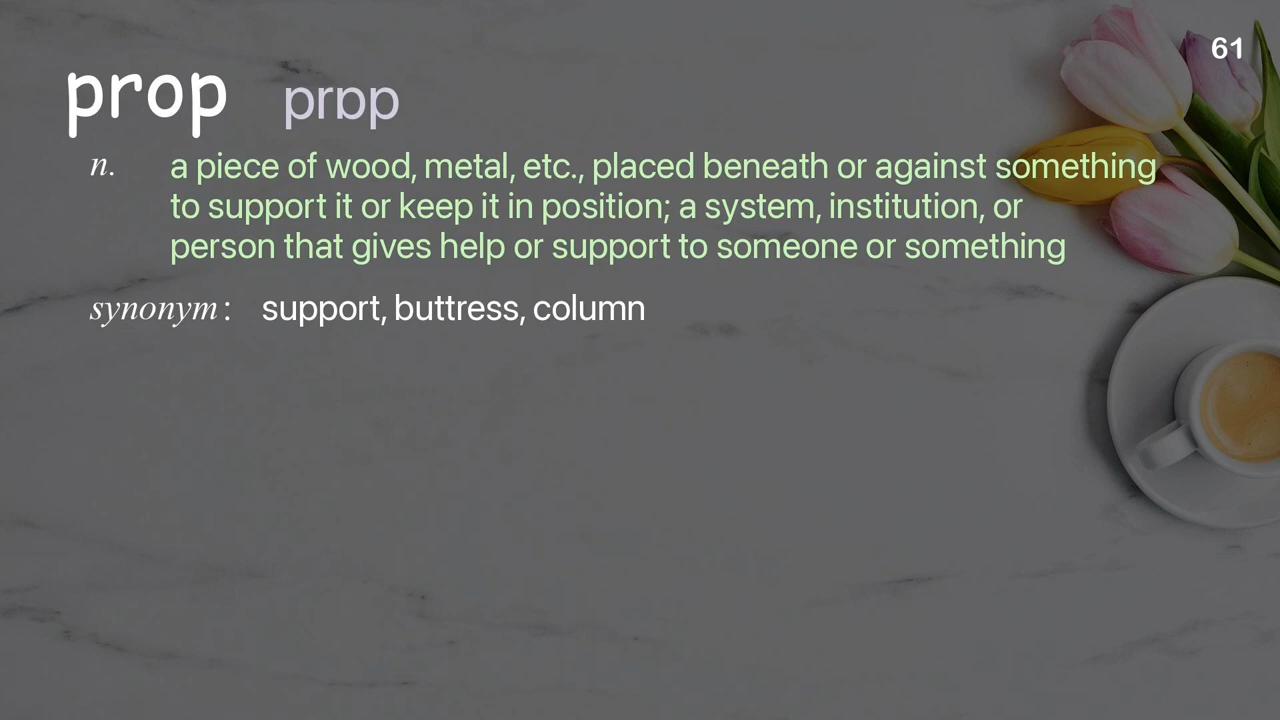 61
prop prɒp
n. a piece of wood, metal, etc., placed beneath or against something
to support it or keep it in position; a system, institution, or
person that gives help or support to someone or something
synonym: support, buttress, column